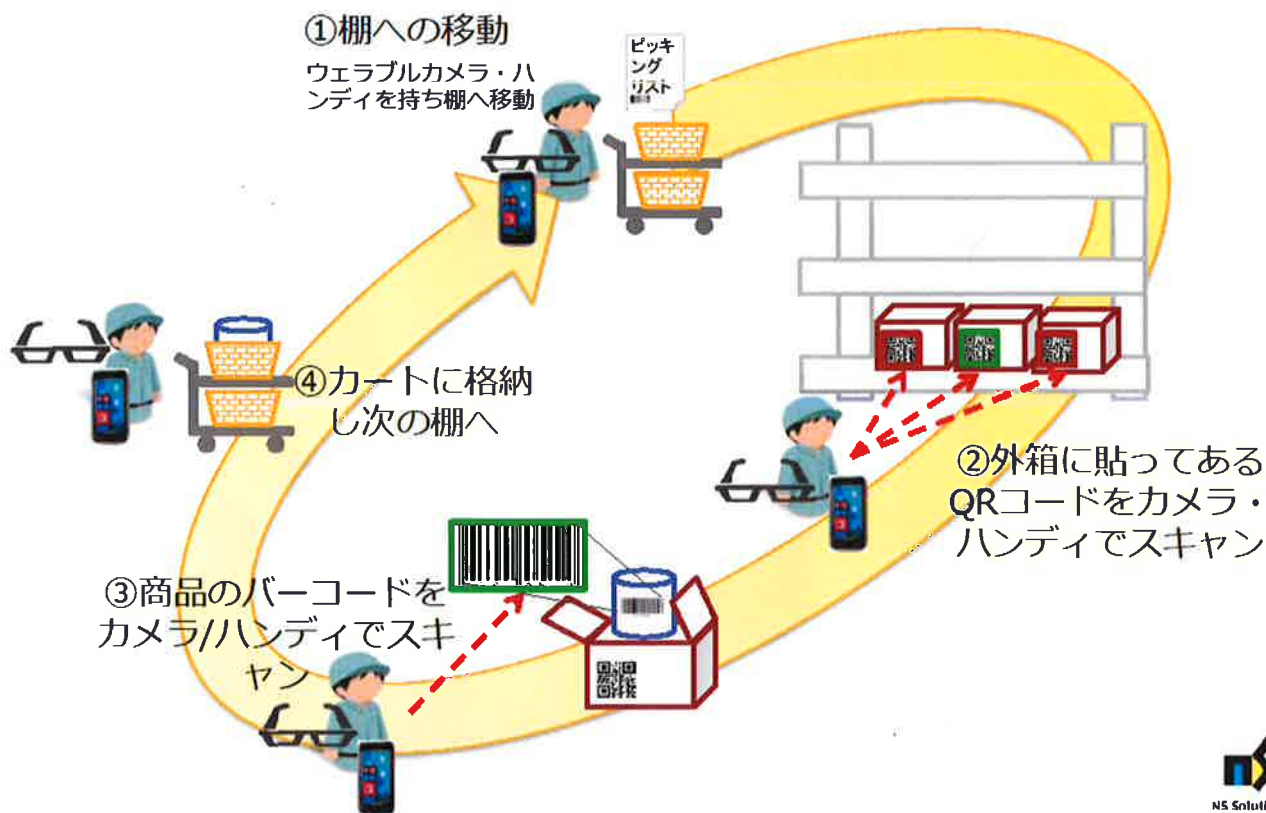 ①棚への移動
ウェラブルカメラ・ハ
ンディを持ち棚へ移動
ピッキ
ング
リスト
②外箱に貼ってある
QRコードをカメラ・
ハンディでスキャン
③商品のバーコードを
カメラ/ハンディでスキ
ャン
④カートに格納
し次の棚へ
NS Soluti